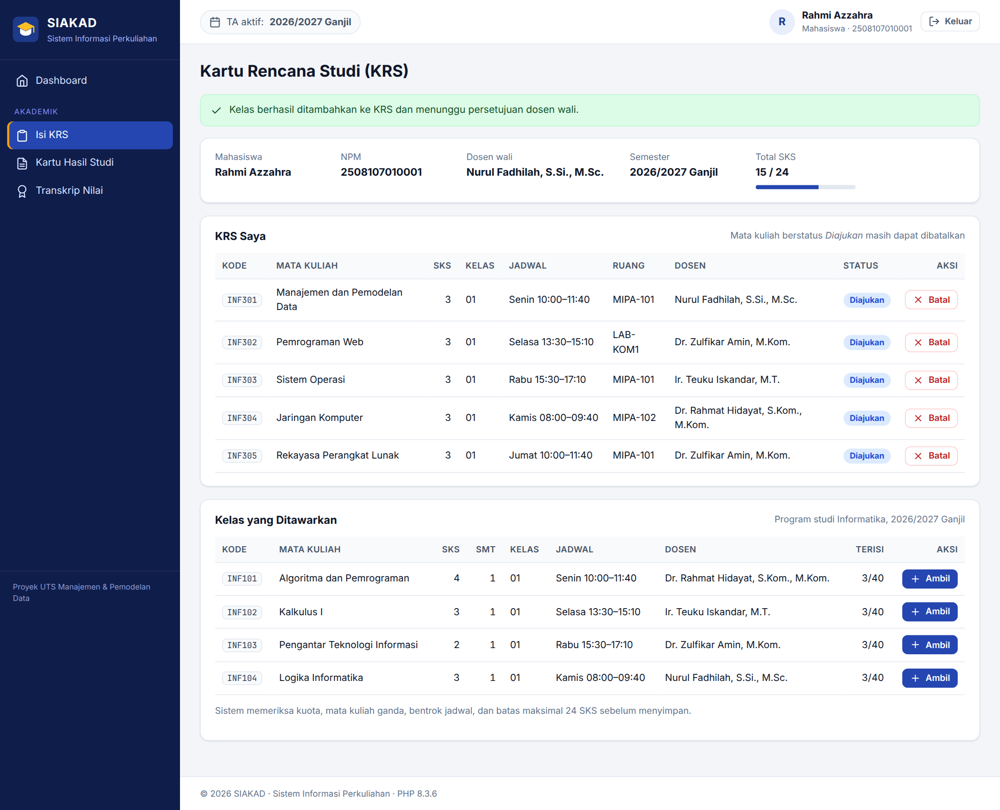 SIAKAD
Sistem Informasi Perkuliahan
Dashboard
AKADEMIK
Isi KRS
Kartu Hasil Studi
Transkrip Nilai
Proyek UTS Manajemen & Pemodelan
Data
TA aktif: 2026/2027 Ganjil
R
Rahmi Azzahra
Mahasiswa · 2508107010001
Keluar
Kartu Rencana Studi (KRS)
Kelas berhasil ditambahkan ke KRS dan menunggu persetujuan dosen wali.
Mahasiswa NPM Dosen wali Semester Total SKS
Rahmi Azzahra 2508107010001 Nurul Fadhilah, S.Si., M.Sc. 2026/2027 Ganjil 15 / 24
KRS Saya Mata kuliah berstatus Diajukan masih dapat dibatalkan
KODE MATA KULIAH SKS KELAS JADWAL RUANG DOSEN STATUS AKSI
INF301 Manajemen dan Pemodelan
Data 3 01 Senin 10:00–11:40 MIPA-101 Nurul Fadhilah, S.Si., M.Sc. Diajukan Batal
INF302 Pemrograman Web 3 01 Selasa 13:30–15:10 LAB-
KOM1 Dr. Zulfikar Amin, M.Kom. Diajukan Batal
INF303 Sistem Operasi 3 01 Rabu 15:30–17:10 MIPA-101 Ir. Teuku Iskandar, M.T. Diajukan Batal
INF304 Jaringan Komputer 3 01 Kamis 08:00–09:40 MIPA-102 Dr. Rahmat Hidayat, S.Kom.,
M.Kom. Diajukan Batal
INF305 Rekayasa Perangkat Lunak 3 01 Jumat 10:00–11:40 MIPA-101 Dr. Zulfikar Amin, M.Kom. Diajukan Batal
Kelas yang Ditawarkan Program studi Informatika, 2026/2027 Ganjil
KODE MATA KULIAH SKS SMT KELAS JADWAL DOSEN TERISI AKSI
INF101 Algoritma dan Pemrograman 4 1 01 Senin 10:00–11:40 Dr. Rahmat Hidayat, S.Kom., M.Kom. 3/40 Ambil
INF102 Kalkulus I 3 1 01 Selasa 13:30–15:10 Ir. Teuku Iskandar, M.T. 3/40 Ambil
INF103 Pengantar Teknologi Informasi 2 1 01 Rabu 15:30–17:10 Dr. Zulfikar Amin, M.Kom. 3/40 Ambil
INF104 Logika Informatika 3 1 01 Kamis 08:00–09:40 Nurul Fadhilah, S.Si., M.Sc. 3/40 Ambil
Sistem memeriksa kuota, mata kuliah ganda, bentrok jadwal, dan batas maksimal 24 SKS sebelum menyimpan.
© 2026 SIAKAD · Sistem Informasi Perkuliahan · PHP 8.3.6